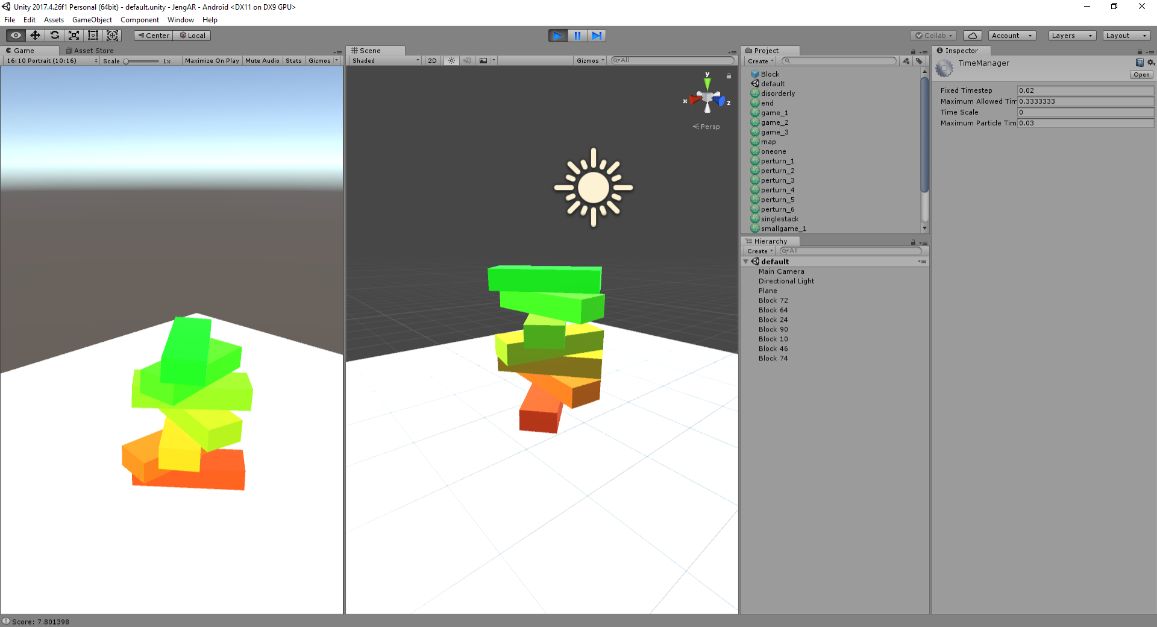 Unity 2017.4.26f1 Personal (64bit) - default.unity - JengAR - Android <DX11 on DX9 GPU>
File Edit Assets GameObject Component Window Help
Center Local Collab Account Layers Layout
Game Asset Store
16:10 Portrait (10:16) Scale 1x Maximize On Play Mute Audio Stats Gizmos
Scene
Shaded 2D Gizmos All
y
x z
Persp
Project
Create
Block
default
disorderly
end
game_1
game_2
game_3
map
oneone
perturn_1
perturn_2
perturn_3
perturn_4
perturn_5
perturn_6
singlestack
smallgame_1
Hierarchy
Create All
default
Main Camera
Directional Light
Plane
Block 72
Block 64
Block 24
Block 90
Block 10
Block 46
Block 74
Inspector
TimeManager
Open
Fixed Timestep 0.02
Maximum Allowed Tim 0.3333333
Time Scale 0
Maximum Particle Tim 0.03
Score: 7.801398